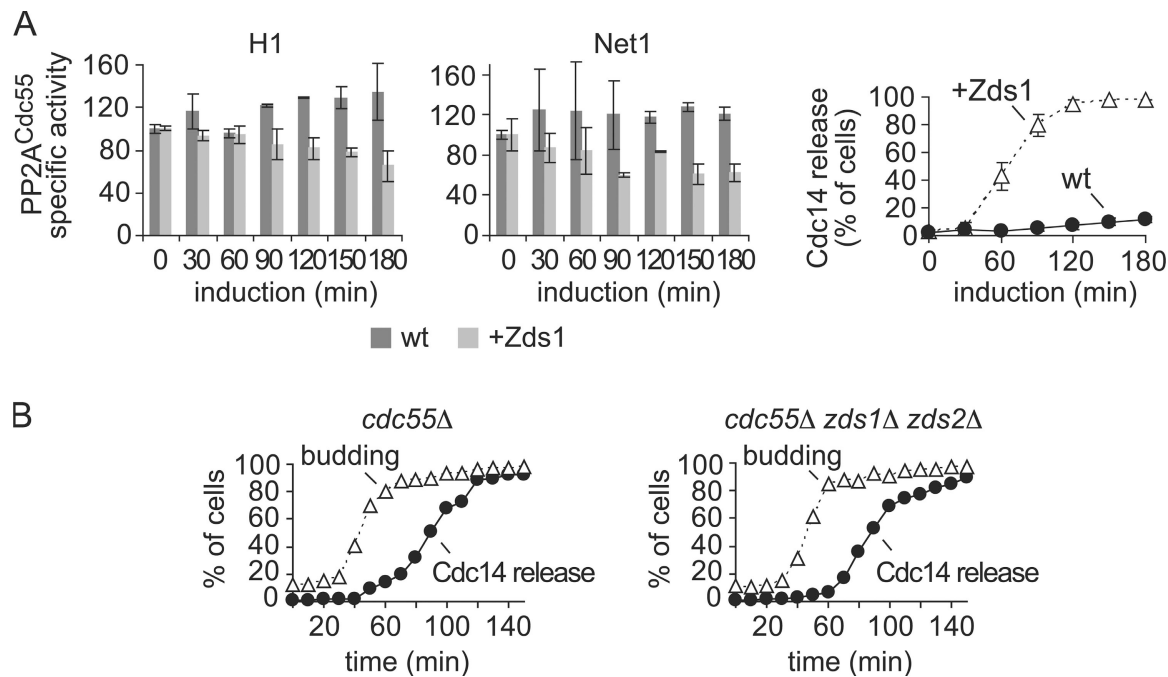 A
H1
Net1
PP2ACdc55
specific activity
160
120
80
40
0
0 30 60 90 120 150 180
induction (min)
160
120
80
40
0
0 30 60 90 120 150 180
induction (min)
wt
+Zds1
Cdc14 release
(% of cells)
100
80
60
40
20
0
+Zds1
wt
0 60 120 180
induction (min)
B
cdc55Δ
budding
% of cells
100
80
60
40
20
0
Cdc14 release
20 60 100 140
time (min)
cdc55Δ zds1Δ zds2Δ
budding
% of cells
100
80
60
40
20
0
Cdc14 release
20 60 100 140
time (min)